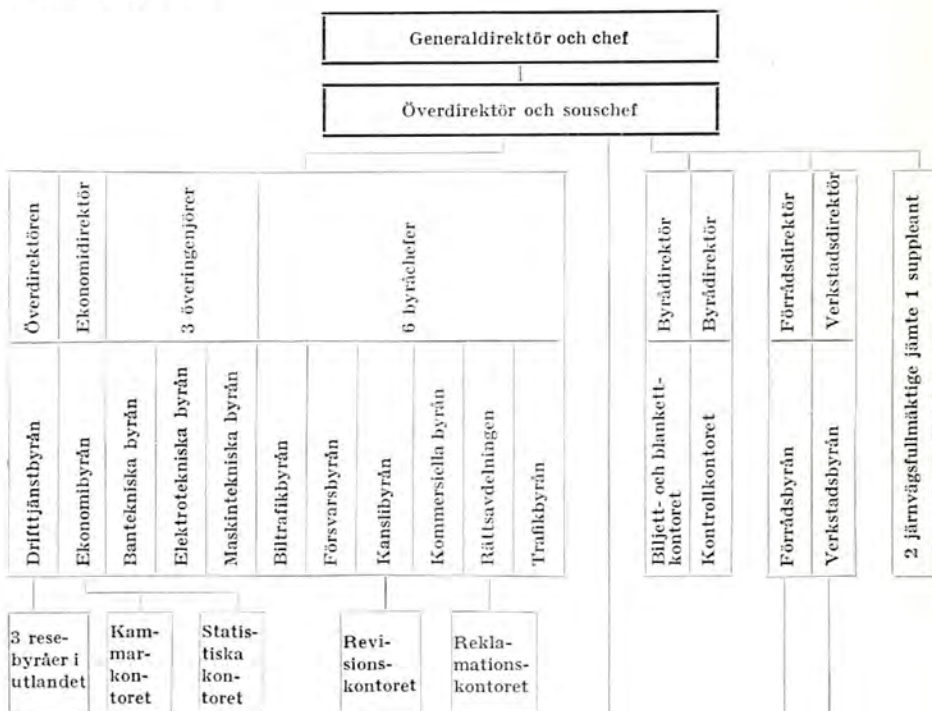 Generaldirektör och chef
Överdirektör och souschef
Överdirektören
Ekonomidirektör
3 överingenjörer
6 byråchefer
Byrådirektör
Byrådirektör
Förrådsdirektör
Verkstadsdirektör
2 järnvägsfullmäktige jämte 1 suppleant
Drifttjänstbyrån
Ekonomibyrån
Bantekniska byrån
Elektrotekniska byrån
Maskintekniska byrån
Biltrafikbyrån
Försvarsbyrån
Kanslibyrån
Kommersiella byrån
Rättsavdelningen
Trafikbyrån
Biljett- och blankett-
kontoret
Kontrollkontoret
Förrådsbyrån
Verkstadsbyrån
3 rese-
byråer i
utlandet
Kam-
mar-
kon-
toret
Statis-
tiska
kon-
toret
Revi-
sions-
kontoret
Rekla-
mations-
kontoret